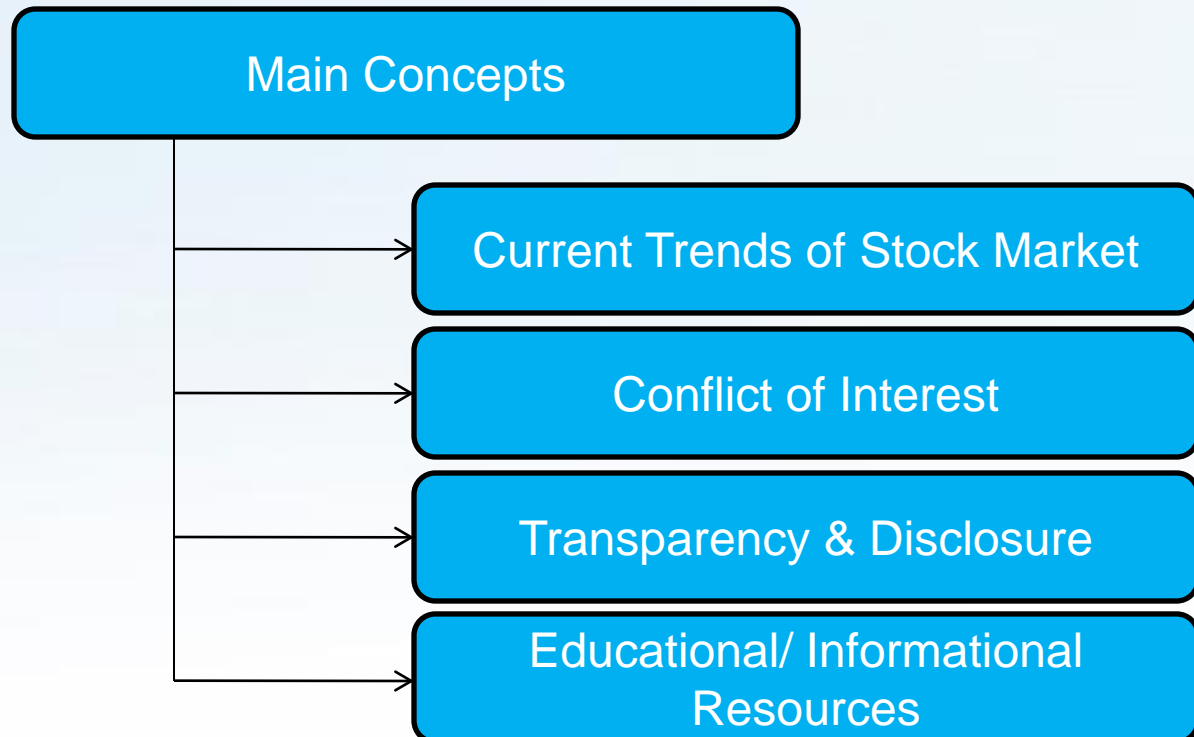 Main Concepts
Current Trends of Stock Market
Conflict of Interest
Transparency & Disclosure
Educational/ Informational
Resources